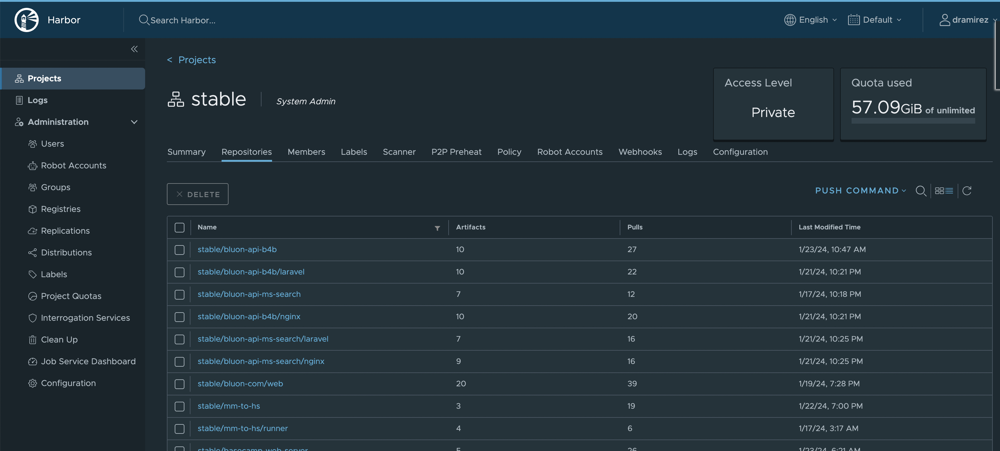 Harbor
Search Harbor...
English
Default
dramirez
Projects
Logs
Administration
Users
Robot Accounts
Groups
Registries
Replications
Distributions
Labels
Project Quotas
Interrogation Services
Clean Up
Job Service Dashboard
Configuration
< Projects
stable
System Admin
Access Level
Private
Quota used
57.09GiB of unlimited
Summary Repositories Members Labels Scanner P2P Preheat Policy Robot Accounts Webhooks Logs Configuration
DELETE
PUSH COMMAND
Name Artifacts Pulls Last Modified Time
stable/bluon-api-b4b 10 27 1/23/24, 10:47 AM
stable/bluon-api-b4b/laravel 10 22 1/21/24, 10:21 PM
stable/bluon-api-ms-search 7 12 1/17/24, 10:18 PM
stable/bluon-api-b4b/nginx 10 20 1/21/24, 10:21 PM
stable/bluon-api-ms-search/laravel 7 16 1/21/24, 10:25 PM
stable/bluon-api-ms-search/nginx 9 16 1/21/24, 10:25 PM
stable/bluon-com/web 20 39 1/19/24, 7:28 PM
stable/mm-to-hs 3 19 1/22/24, 7:00 PM
stable/mm-to-hs/runner 4 6 1/17/24, 3:17 AM
stable/basecamp-web-server 5 26 1/23/24, 6:21 AM